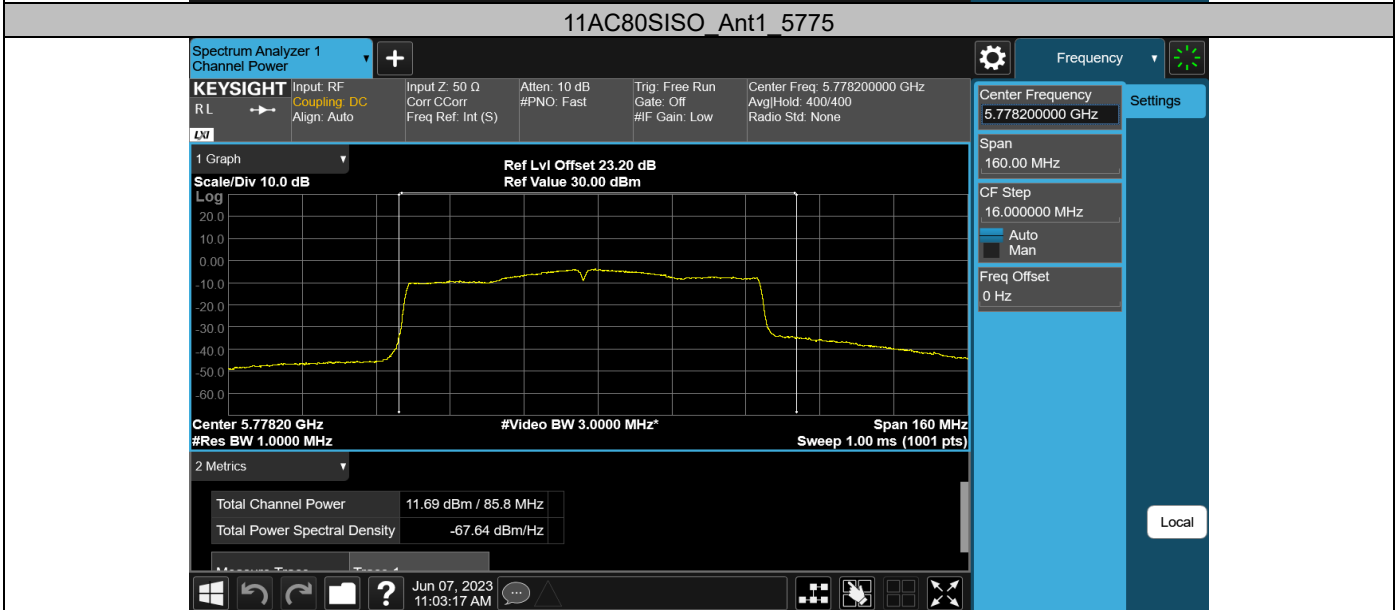 11AC80SISO_Ant1_5775
Spectrum Analyzer 1
Channel Power
Frequency
KEYSIGHT
R L
LXI
Input: RF
Coupling: DC
Align: Auto
Input Z: 50 Ω
Corr CCorr
Freq Ref: Int (S)
Atten: 10 dB
#PNO: Fast
Trig: Free Run
Gate: Off
#IF Gain: Low
Center Freq: 5.778200000 GHz
Avg|Hold: 400/400
Radio Std: None
Center Frequency
5.778200000 GHz
Settings
Span
160.00 MHz
CF Step
16.000000 MHz
Auto
Man
Freq Offset
0 Hz
1 Graph
Scale/Div 10.0 dB
Ref Lvl Offset 23.20 dB
Ref Value 30.00 dBm
Log
20.0
10.0
0.00
-10.0
-20.0
-30.0
-40.0
-50.0
-60.0
Center 5.77820 GHz
#Video BW 3.0000 MHz*
Span 160 MHz
#Res BW 1.0000 MHz
Sweep 1.00 ms (1001 pts)
2 Metrics
Total Channel Power 11.69 dBm / 85.8 MHz
Total Power Spectral Density -67.64 dBm/Hz
Measure Trace Trace 1
Local
Jun 07, 2023
11:03:17 AM